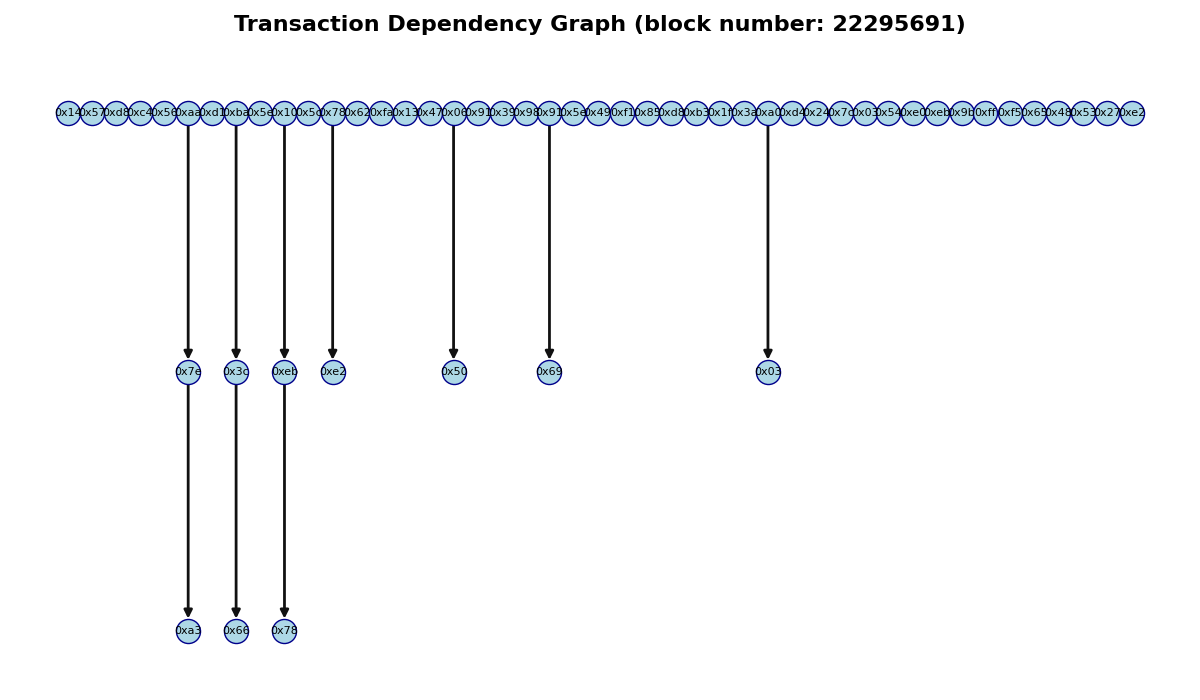 Transaction Dependency Graph (block number: 22295691)
0x14 0x57 0xd8 0xc4 0x56 0xaa 0xd1 0xba 0x5e 0x10 0x5c 0x78 0x62 0xfa 0x13 0x47 0x06 0x91 0x39 0x98 0x91 0x5e 0x49 0xf1 0x85 0xd8 0xb3 0x1f 0x3a 0xa0 0xd4 0x24 0x7c 0x03 0x54 0xe0 0xeb 0x9b 0xff 0xf5 0x65 0x48 0x53 0x27 0xe2
0x7e 0x3c 0xeb 0xe2 0x50 0x69 0x03
0xa3 0x66 0x78